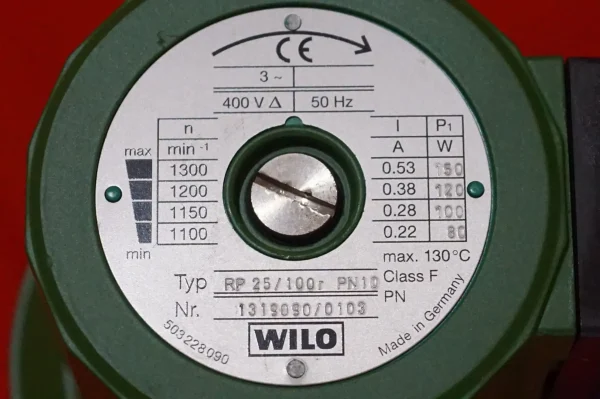 CE
3 ~
400 V Δ 50 Hz
n
min -1
max
1300
1200
1150
1100
min
I P1
A W
0.53 150
0.38 120
0.28 100
0.22 80
max. 130°C
Class F
PN
Typ RP 25/100r PN10
Nr. 1319090/0103
WILO
503228090
Made in Germany